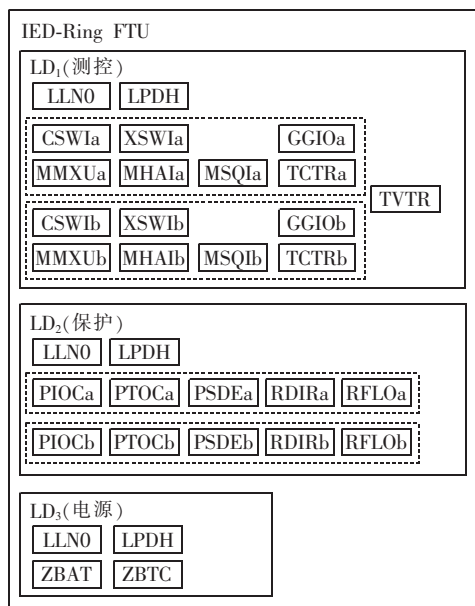 IED-Ring FTU
LD₁(测控)
LLN0 LPDH
CSWIa XSWIa GGIOa
MMXUa MHAIa MSQIa TCTRa
TVTR
CSWIb XSWIb GGIOb
MMXUb MHAIb MSQIb TCTRb
LD₂(保护)
LLN0 LPDH
PIOCa PTOCa PSDEa RDIRa RFLOa
PIOCb PTOCb PSDEb RDIRb RFLOb
LD₃(电源)
LLN0 LPDH
ZBAT ZBTC